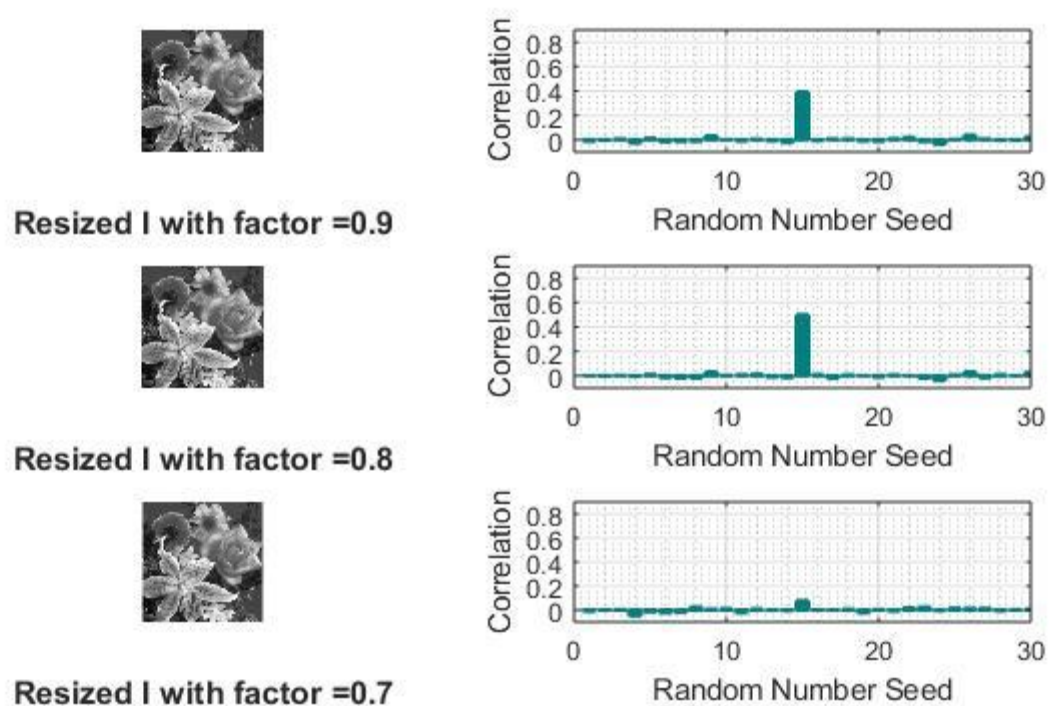 0.8
0.6
0.4
0.2
0
Correlation
0 10 20 30
Random Number Seed
Resized I with factor =0.9
0.8
0.6
0.4
0.2
0
Correlation
0 10 20 30
Random Number Seed
Resized I with factor =0.8
0.8
0.6
0.4
0.2
0
Correlation
0 10 20 30
Random Number Seed
Resized I with factor =0.7